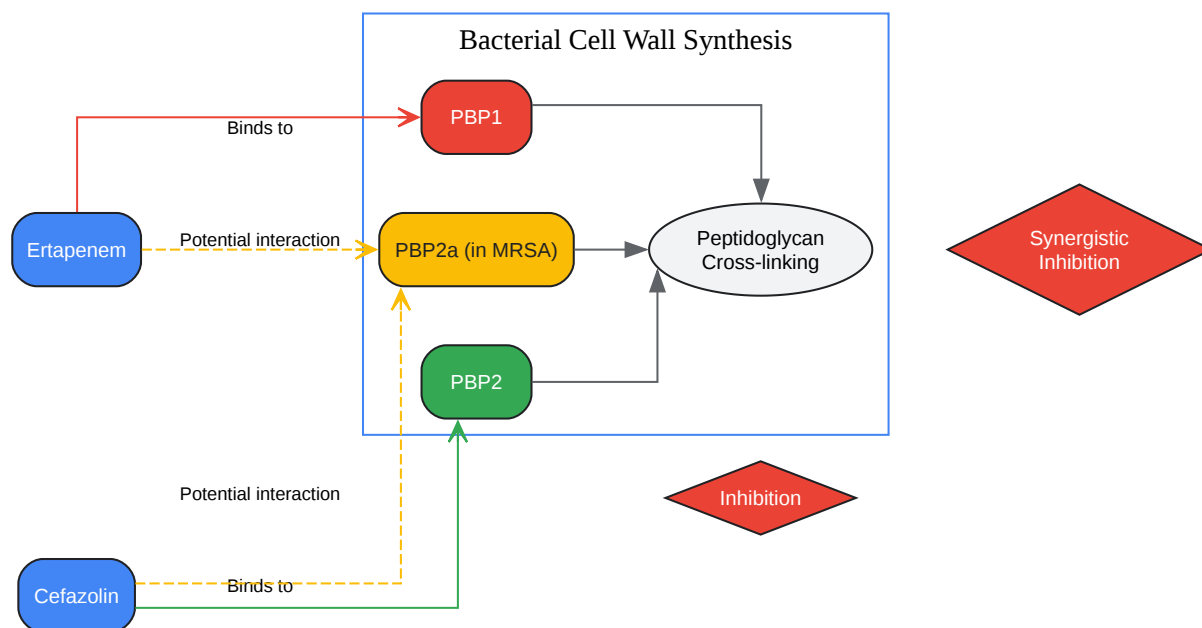 Bacterial Cell Wall Synthesis
PBP1
Binds to
Ertapenem
Potential interaction
PBP2a (in MRSA)
Peptidoglycan
Cross-linking
Synergistic
Inhibition
PBP2
Potential interaction
Inhibition
Cefazolin
Binds to